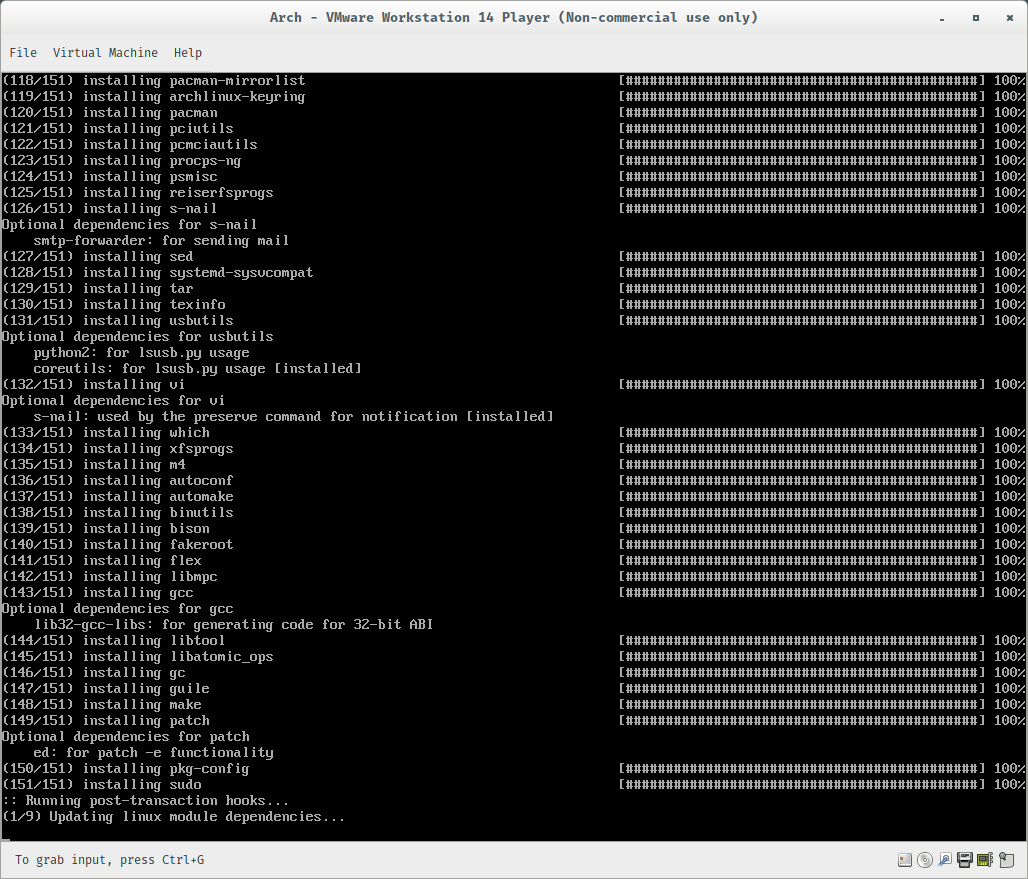 Arch - VMware Workstation 14 Player (Non-commercial use only)
File Virtual Machine Help
(118/151) installing pacman-mirrorlist [############################################] 100%
(119/151) installing archlinux-keyring [############################################] 100%
(120/151) installing pacman [############################################] 100%
(121/151) installing pciutils [############################################] 100%
(122/151) installing pcmciautils [############################################] 100%
(123/151) installing procps-ng [############################################] 100%
(124/151) installing psmisc [############################################] 100%
(125/151) installing reiserfsprogs [############################################] 100%
(126/151) installing s-nail [############################################] 100%
Optional dependencies for s-nail
    smtp-forwarder: for sending mail
(127/151) installing sed [############################################] 100%
(128/151) installing systemd-sysvcompat [############################################] 100%
(129/151) installing tar [############################################] 100%
(130/151) installing texinfo [############################################] 100%
(131/151) installing usbutils [############################################] 100%
Optional dependencies for usbutils
    python2: for lsusb.py usage
    coreutils: for lsusb.py usage [installed]
(132/151) installing vi [############################################] 100%
Optional dependencies for vi
    s-nail: used by the preserve command for notification [installed]
(133/151) installing which [############################################] 100%
(134/151) installing xfsprogs [############################################] 100%
(135/151) installing m4 [############################################] 100%
(136/151) installing autoconf [############################################] 100%
(137/151) installing automake [############################################] 100%
(138/151) installing binutils [############################################] 100%
(139/151) installing bison [############################################] 100%
(140/151) installing fakeroot [############################################] 100%
(141/151) installing flex [############################################] 100%
(142/151) installing libmpc [############################################] 100%
(143/151) installing gcc [############################################] 100%
Optional dependencies for gcc
    lib32-gcc-libs: for generating code for 32-bit ABI
(144/151) installing libtool [############################################] 100%
(145/151) installing libatomic_ops [############################################] 100%
(146/151) installing gc [############################################] 100%
(147/151) installing guile [############################################] 100%
(148/151) installing make [############################################] 100%
(149/151) installing patch [############################################] 100%
Optional dependencies for patch
    ed: for patch -e functionality
(150/151) installing pkg-config [############################################] 100%
(151/151) installing sudo [############################################] 100%
:: Running post-transaction hooks...
(1/9) Updating linux module dependencies...
To grab input, press Ctrl+G